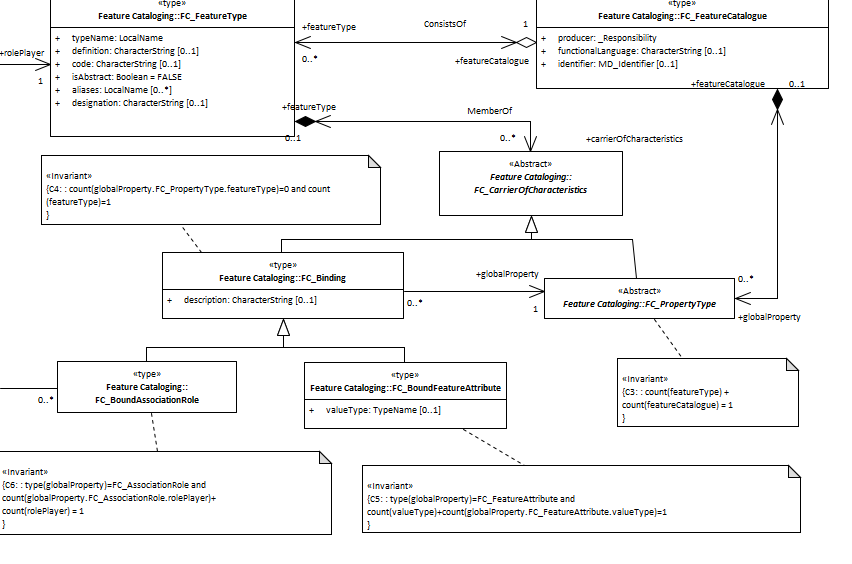 «type»
Feature Cataloging::FC_FeatureType
+ typeName: LocalName
+ definition: CharacterString [0..1]
+ code: CharacterString [0..1]
+ isAbstract: Boolean = FALSE
+ aliases: LocalName [0..*]
+ designation: CharacterString [0..1]
+rolePlayer
1
+featureType
0..*
ConsistsOf
1
+featureCatalogue
«type»
Feature Cataloging::FC_FeatureCatalogue
+ producer: _Responsibility
+ functionalLanguage: CharacterString [0..1]
+ identifier: MD_Identifier [0..1]
+featureCatalogue
0..1
+featureType
0..1
MemberOf
0..*
+carrierOfCharacteristics
«Invariant»
{C4: : count(globalProperty.FC_PropertyType.featureType)=0 and count
(featureType)=1
}
«Abstract»
Feature Cataloging::
FC_CarrierOfCharacteristics
«type»
Feature Cataloging::FC_Binding
+ description: CharacterString [0..1]
0..*
+globalProperty
1
«Abstract»
Feature Cataloging::FC_PropertyType
0..*
+globalProperty
«type»
Feature Cataloging::
FC_BoundAssociationRole
0..*
«type»
Feature Cataloging::FC_BoundFeatureAttribute
+ valueType: TypeName [0..1]
«Invariant»
{C3: : count(featureType) +
count(featureCatalogue) = 1
}
«Invariant»
{C6: : type(globalProperty)=FC_AssociationRole and
count(globalProperty.FC_AssociationRole.rolePlayer)+
count(rolePlayer) = 1
}
«Invariant»
{C5: : type(globalProperty)=FC_FeatureAttribute and
count(valueType)+count(globalProperty.FC_FeatureAttribute.valueType)=1
}